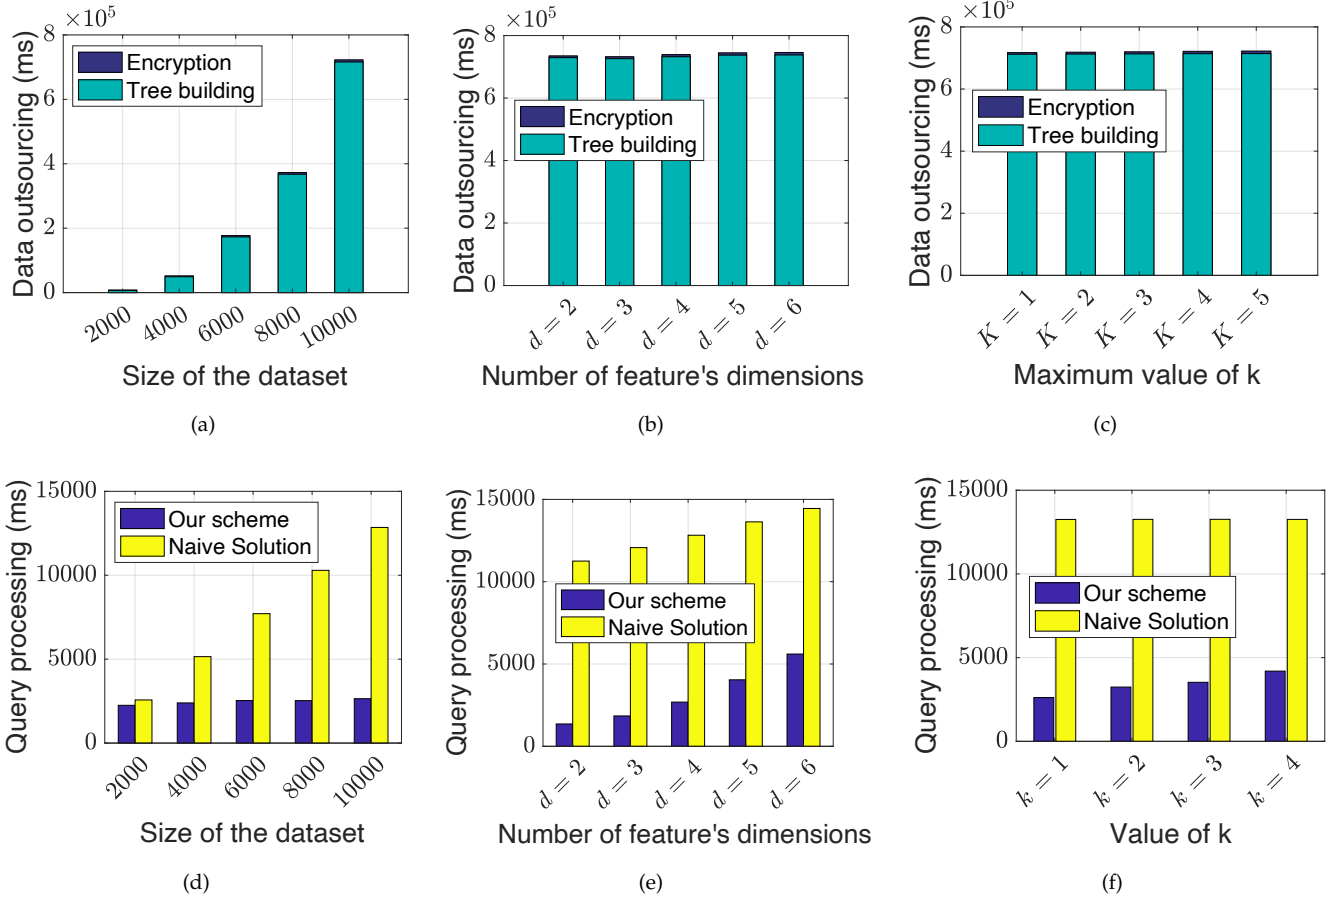 ×10⁵
8
6
4
2
0
Data outsourcing (ms)
Encryption
Tree building
2000
4000
6000
8000
10000
Size of the dataset
(a)
×10⁵
8
6
4
2
0
Data outsourcing (ms)
Encryption
Tree building
d = 2
d = 3
d = 4
d = 5
d = 6
Number of feature's dimensions
(b)
×10⁵
8
6
4
2
0
Data outsourcing (ms)
Encryption
Tree building
K = 1
K = 2
K = 3
K = 4
K = 5
Maximum value of k
(c)
15000
10000
5000
0
Query processing (ms)
Our scheme
Naive Solution
2000
4000
6000
8000
10000
Size of the dataset
(d)
15000
10000
5000
0
Query processing (ms)
Our scheme
Naive Solution
d = 2
d = 3
d = 4
d = 5
d = 6
Number of feature's dimensions
(e)
15000
10000
5000
0
Query processing (ms)
Our scheme
Naive Solution
k = 1
k = 2
k = 3
k = 4
Value of k
(f)